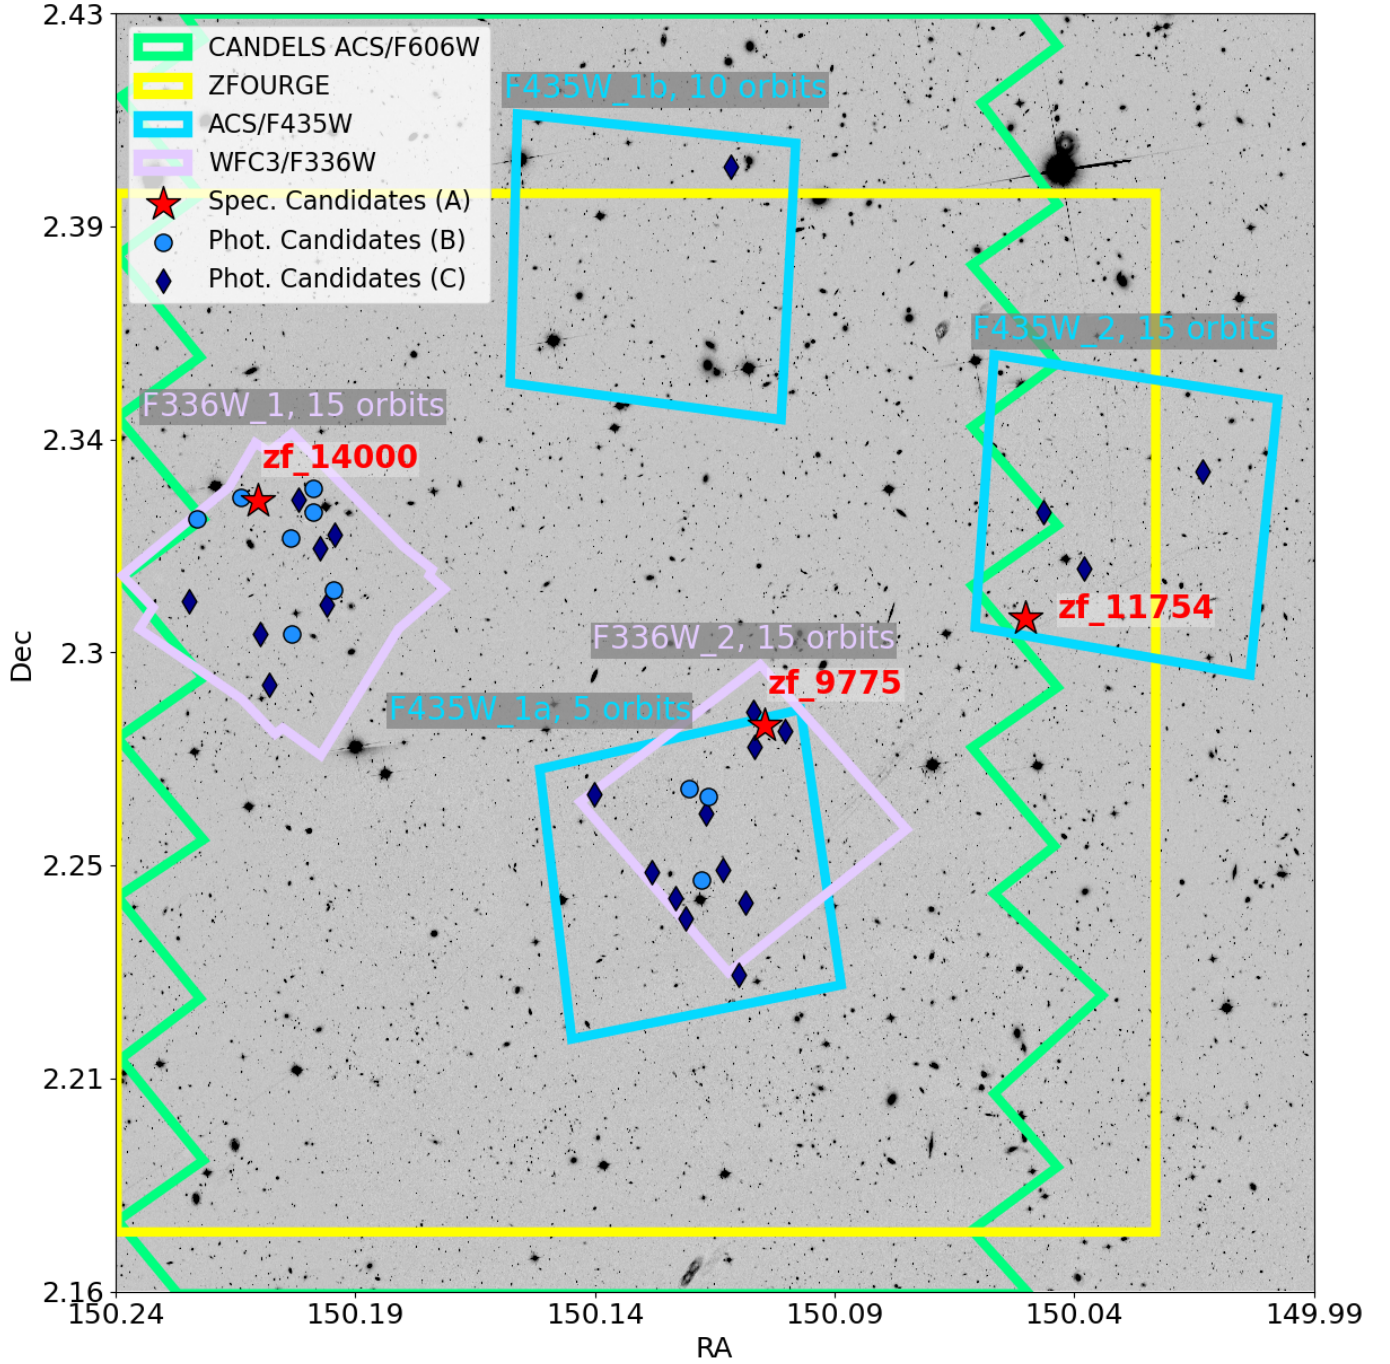 2.43
CANDELS ACS/F606W
ZFOURGE
ACS/F435W
WFC3/F336W
Spec. Candidates (A)
Phot. Candidates (B)
Phot. Candidates (C)
F435W_1b, 10 orbits
2.39
F435W_2, 15 orbits
F336W_1, 15 orbits
2.34
zf_14000
zf_11754
F336W_2, 15 orbits
2.3
Dec
zf_9775
F435W_1a, 5 orbits
2.25
2.21
2.16
150.24
150.19
150.14
150.09
150.04
149.99
RA